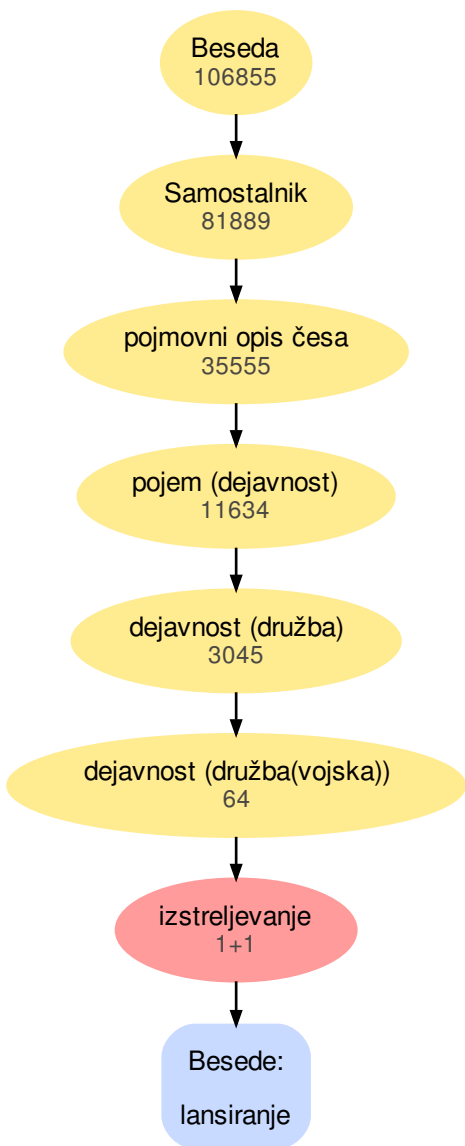 Beseda
106855
Samostalnik
81889
pojmovni opis česa
35555
pojem (dejavnost)
11634
dejavnost (družba)
3045
dejavnost (družba(vojska))
64
izstreljevanje
1+1
Besede:
lansiranje